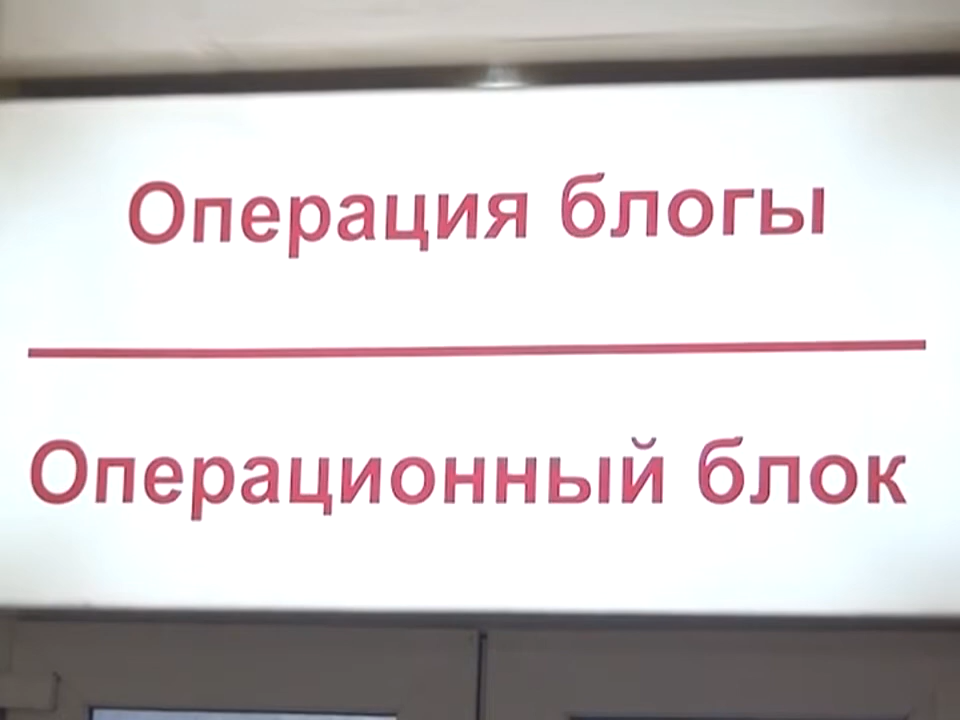 Операция блогы
Операционный блок